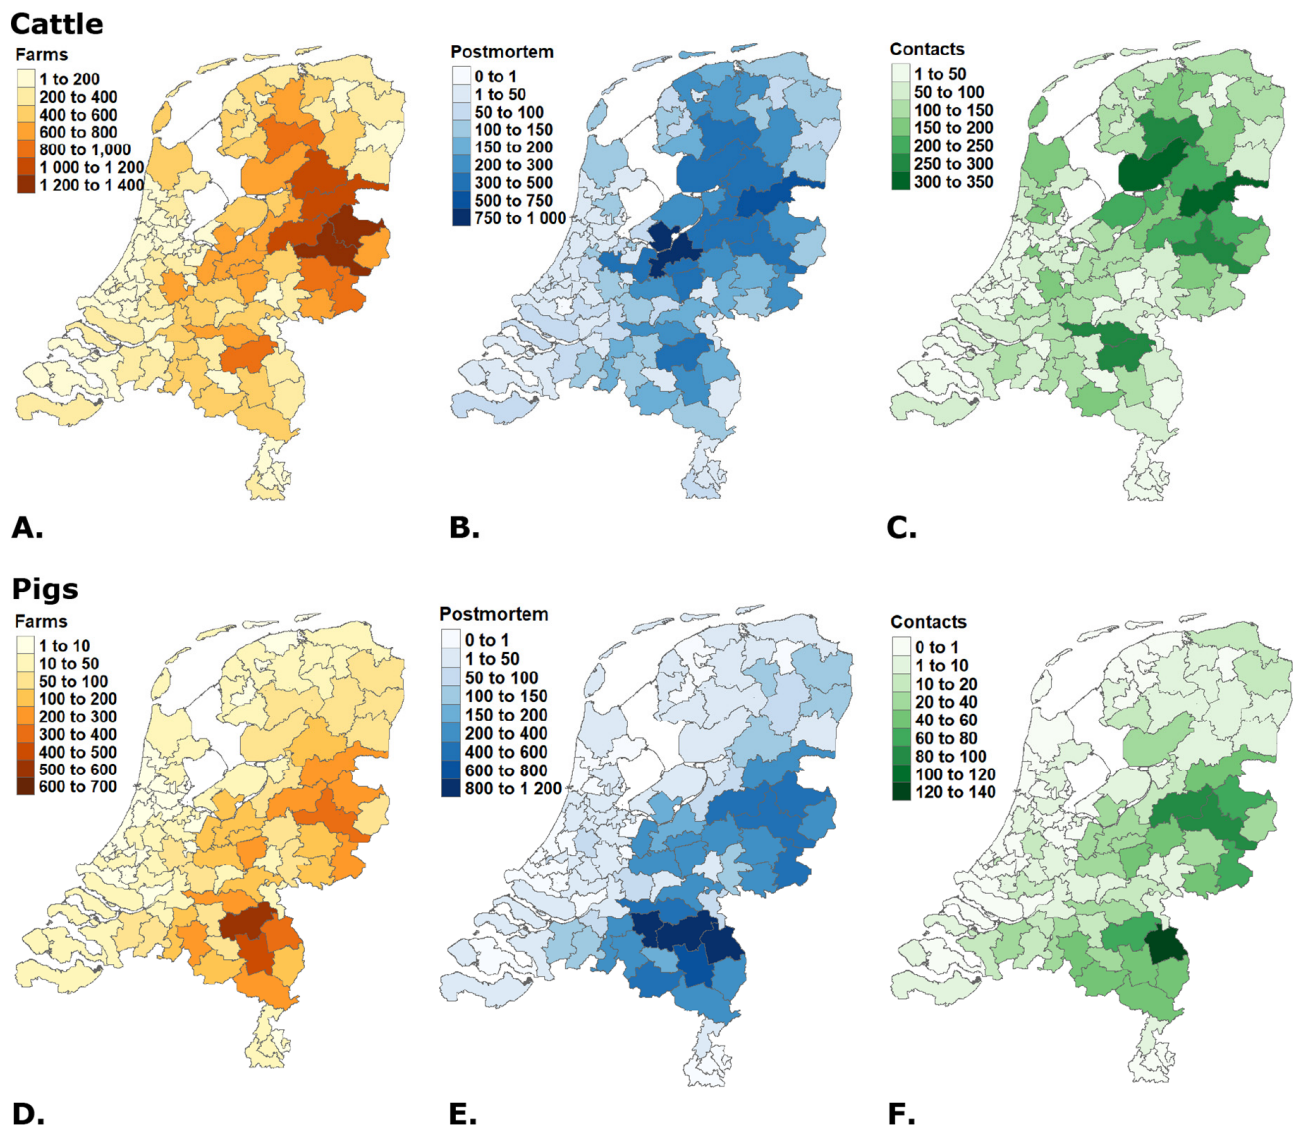 Cattle
Farms
1 to 200
200 to 400
400 to 600
600 to 800
800 to 1,000
1 000 to 1 200
1 200 to 1 400
A.
Postmortem
0 to 1
1 to 50
50 to 100
100 to 150
150 to 200
200 to 300
300 to 500
500 to 750
750 to 1 000
B.
Contacts
1 to 50
50 to 100
100 to 150
150 to 200
200 to 250
250 to 300
300 to 350
C.
Pigs
Farms
1 to 10
10 to 50
50 to 100
100 to 200
200 to 300
300 to 400
400 to 500
500 to 600
600 to 700
D.
Postmortem
0 to 1
1 to 50
50 to 100
100 to 150
150 to 200
200 to 400
400 to 600
600 to 800
800 to 1 200
E.
Contacts
0 to 1
1 to 10
10 to 20
20 to 40
40 to 60
60 to 80
80 to 100
100 to 120
120 to 140
F.